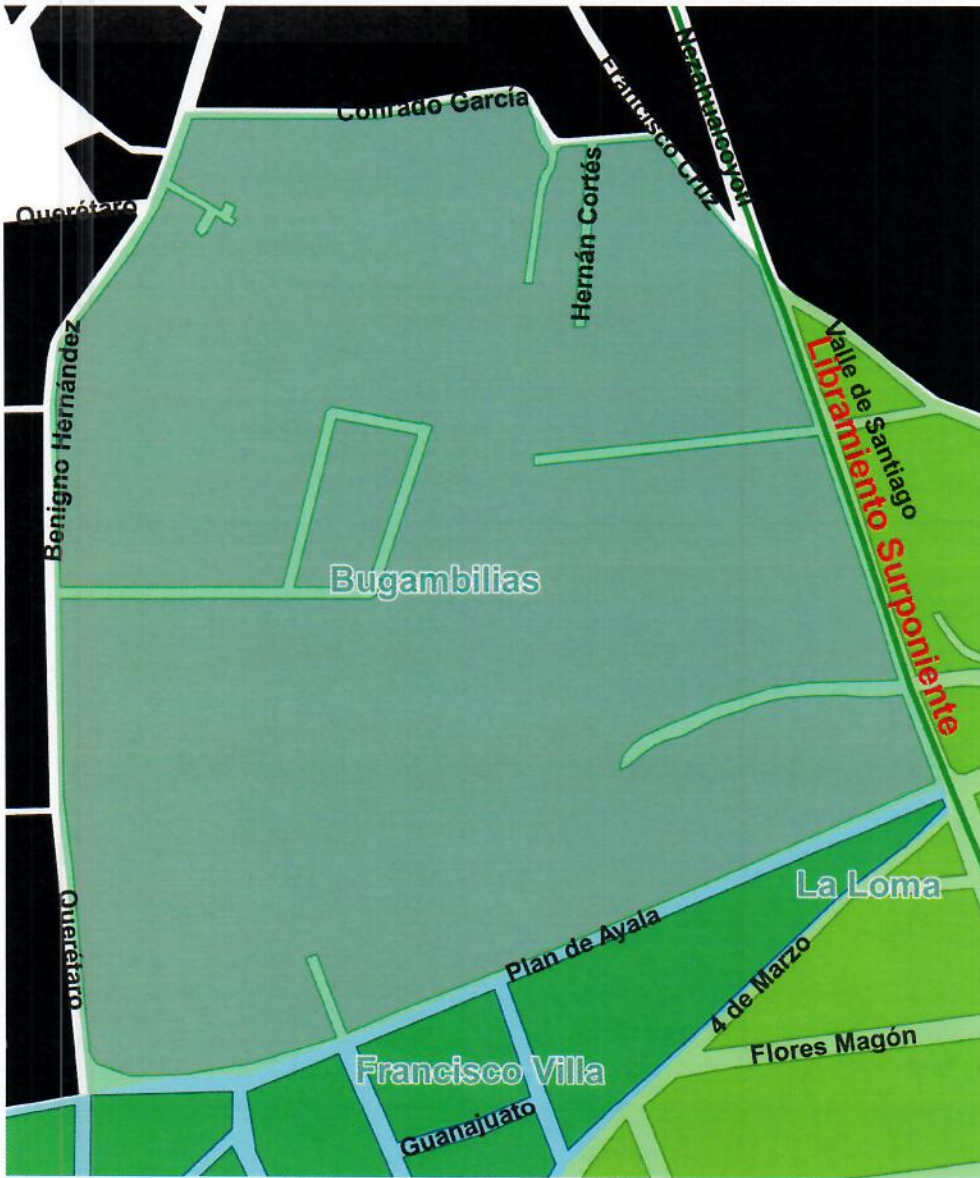 Conrado García
Francisco Cruz
Nezahualcoyotl
Hernán Cortés
Querétaro
Benigno Hernández
Valle de Santiago
Libramiento Surponiente
Bugambilias
La Loma
Querétaro
Plan de Ayala
4 de Marzo
Flores Magón
Francisco Villa
Guanajuato